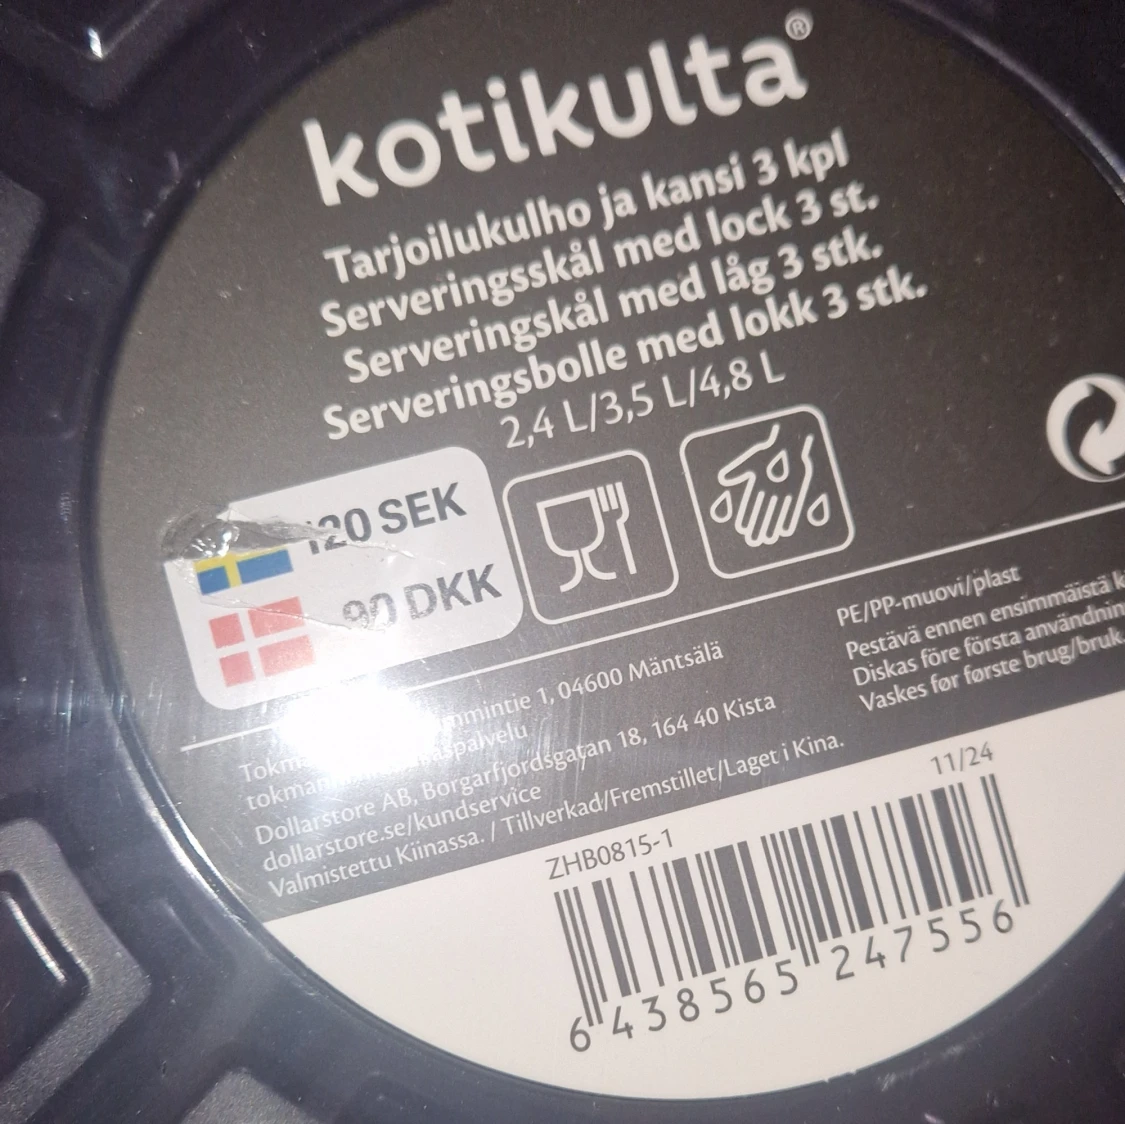 kotikulta®
Tarjoilukulho ja kansi 3 kpl
Serveringsskål med lock 3 st.
Serveringskål med låg 3 stk.
Serveringsbolle med lokk 3 stk.
2,4 L/3,5 L/4,8 L
120 SEK
90 DKK
PE/PP-muovi/plast
Pestävä ennen ensimmäistä
Diskas före första
Vaskes før første brug/bruk.
1, 04600 Mäntsälä
Dollarstore AB, Borgarfjordsgatan 18, 164 40 Kista
dollarstore.se/kundservice
Valmistettu Kiinassa. / Tillverkad/Fremstillet/Laget i Kina.
11/24
ZHB0815-1
6 438565 247556